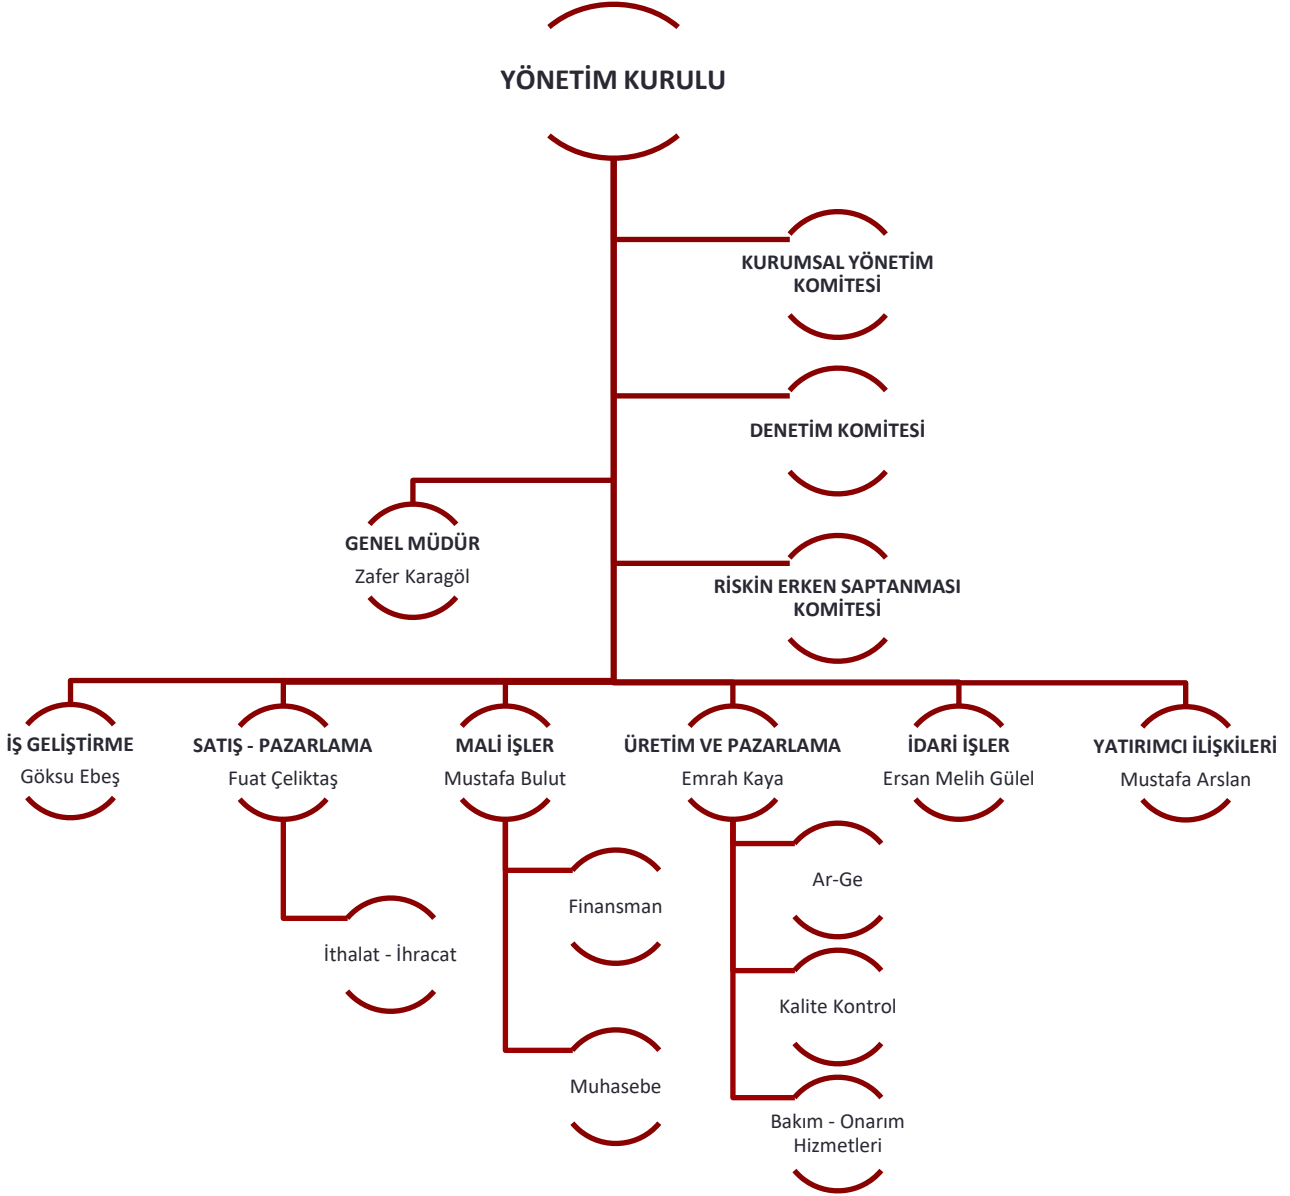 YÖNETİM KURULU
KURUMSAL YÖNETİM
KOMİTESİ
DENETİM KOMİTESİ
GENEL MÜDÜR
Zafer Karagöl
RİSKİN ERKEN SAPTANMASI
KOMİTESİ
İŞ GELİŞTİRME
Göksu Ebeş
SATIŞ - PAZARLAMA
Fuat Çeliktaş
MALİ İŞLER
Mustafa Bulut
ÜRETİM VE PAZARLAMA
Emrah Kaya
İDARİ İŞLER
Ersan Melih Gülel
YATIRIMCI İLİŞKİLERİ
Mustafa Arslan
İthalat - İhracat
Finansman
Muhasebe
Ar-Ge
Kalite Kontrol
Bakım - Onarım
Hizmetleri